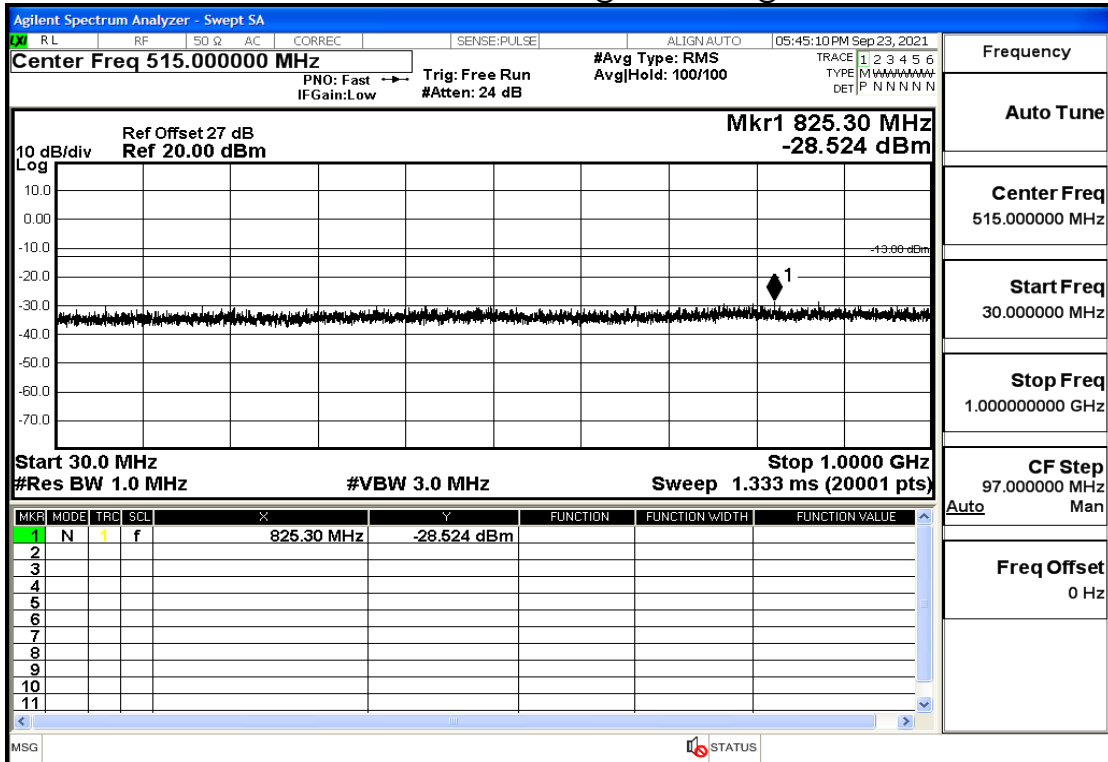 Agilent Spectrum Analyzer - Swept SA
LXI RL RF 50 Ω AC CORREC SENSE:PULSE ALIGN AUTO 05:45:10 PM Sep 23, 2021
Center Freq 515.000000 MHz
PNO: Fast
IFGain:Low
Trig: Free Run
#Atten: 24 dB
#Avg Type: RMS
Avg|Hold: 100/100
TRACE 1 2 3 4 5 6
TYPE M WWWWW
DET P N N N N N
Ref Offset 27 dB
10 dB/div Ref 20.00 dBm
Log
Mkr1 825.30 MHz
-28.524 dBm
10.0
0.00
-10.0
-13.00 dBm
-20.0
1
-30.0
-40.0
-50.0
-60.0
-70.0
Start 30.0 MHz Stop 1.0000 GHz
#Res BW 1.0 MHz #VBW 3.0 MHz Sweep 1.333 ms (20001 pts)
MKR MODE TRC SCL X Y FUNCTION FUNCTION WIDTH FUNCTION VALUE
1 N 1 f 825.30 MHz -28.524 dBm
2
3
4
5
6
7
8
9
10
11
MSG STATUS
Frequency
Auto Tune
Center Freq
515.000000 MHz
Start Freq
30.000000 MHz
Stop Freq
1.000000000 GHz
CF Step
97.000000 MHz
Auto Man
Freq Offset
0 Hz